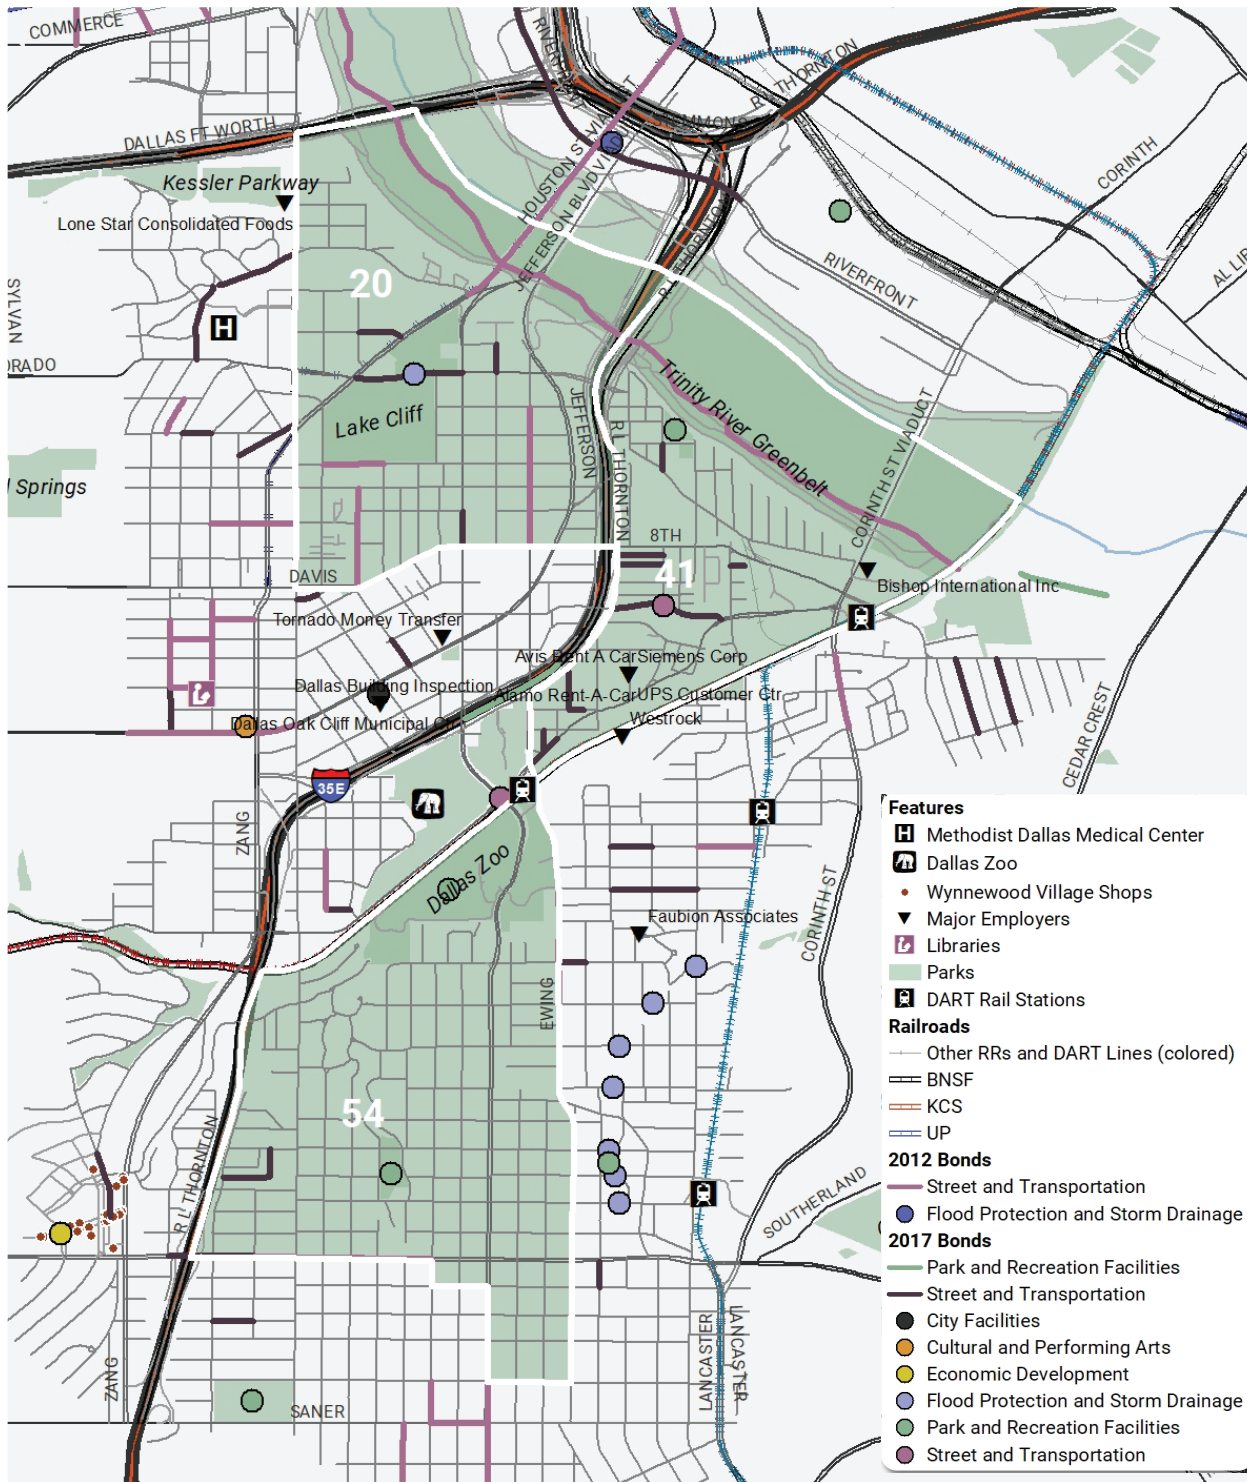 COMMERCE
RIVERFRONT
R L THORNTON
DALLAS FT WORTH
HOUSTON ST VIADUCT
JEFFERSON BLVD VIADUCT
CORINTH
Kessler Parkway
Lone Star Consolidated Foods
R L THORNTON
RIVERFRONT
SYLVAN
20
H
Trinity River Greenbelt
Lake Cliff
JEFFERSON
R L THORNTON
CORINTH ST VIADUCT
Springs
8TH
41
DAVIS
Bishop International Inc
Tornado Money Transfer
Avis Rent A Car
Siemens Corp
Dallas Building Inspection
Alamo Rent-A-Car
UPS Customer Ctr
Westrock
Dallas Oak Cliff Municipal Ctr
CEDAR CREST
35E
ZANG
Dallas Zoo
Faubion Associates
CORINTH ST
EWING
54
R L THORNTON
SOUTHERLAND
LANCASTER
LANCASTER
ZANG
SANER
Features
H Methodist Dallas Medical Center
Dallas Zoo
Wynnewood Village Shops
Major Employers
Libraries
Parks
DART Rail Stations
Railroads
Other RRs and DART Lines (colored)
BNSF
KCS
UP
2012 Bonds
Street and Transportation
Flood Protection and Storm Drainage
2017 Bonds
Park and Recreation Facilities
Street and Transportation
City Facilities
Cultural and Performing Arts
Economic Development
Flood Protection and Storm Drainage
Park and Recreation Facilities
Street and Transportation